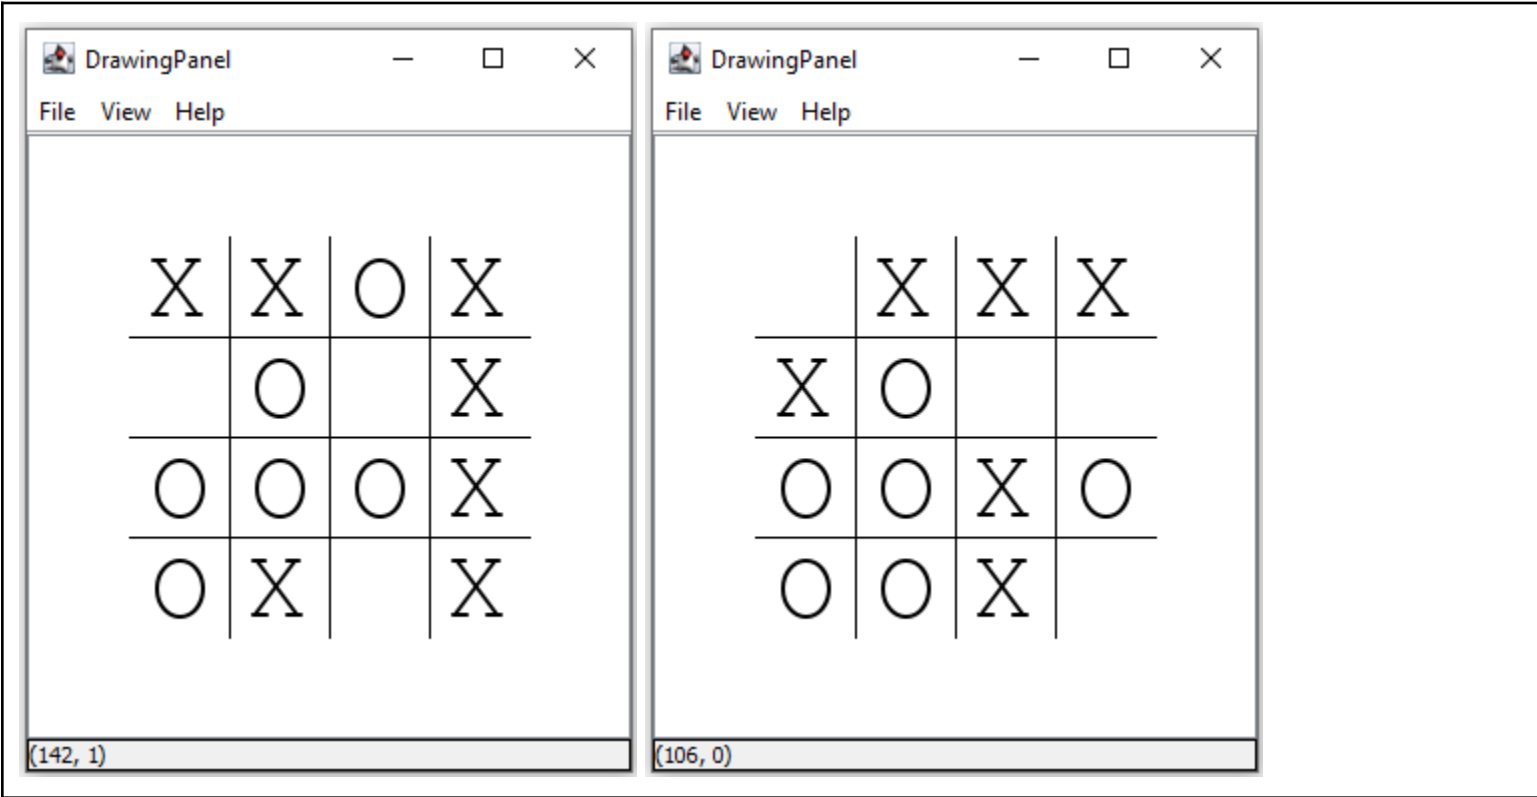 DrawingPanel
File View Help
X X O X
O X
O O O X
O X X
(142, 1)
DrawingPanel
File View Help
X X X
X O
O O X O
O O X
(106, 0)